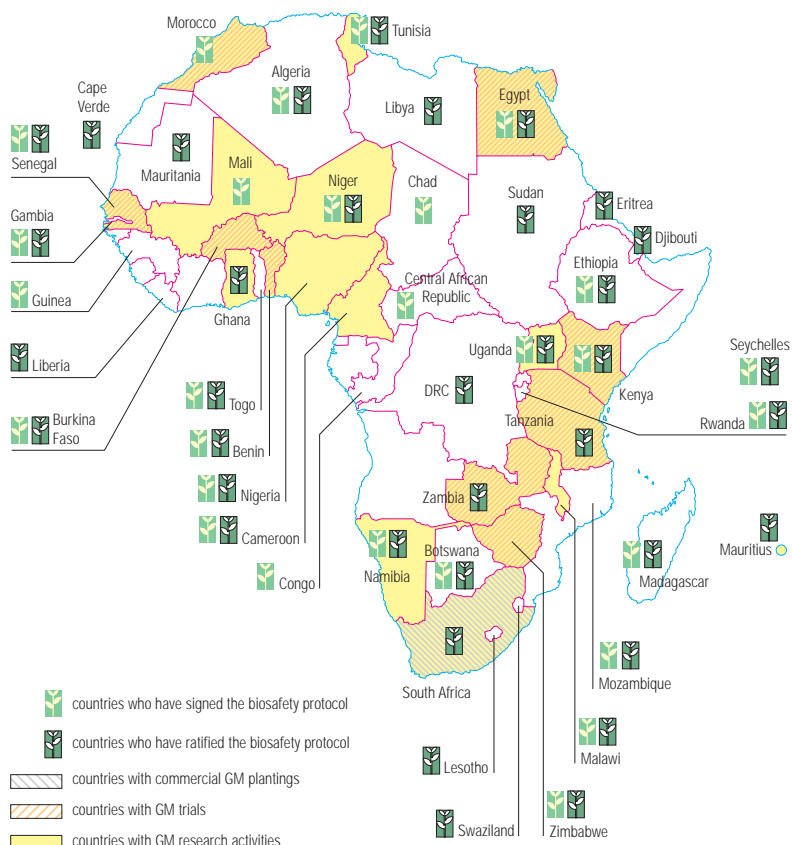 Morocco
Tunisia
Algeria
Cape
Verde
Libya
Egypt
Senegal
Mauritania
Mali
Niger
Chad
Sudan
Eritrea
Gambia
Djibouti
Ethiopia
Guinea
Central African
Republic
Ghana
Liberia
Uganda
Seychelles
DRC
Kenya
Togo
Rwanda
Burkina
Faso
Tanzania
Benin
Nigeria
Zambia
Cameroon
Botswana
Mauritius
Congo
Namibia
Madagascar
Mozambique
South Africa
countries who have signed the biosafety protocol
countries who have ratified the biosafety protocol
Malawi
Lesotho
countries with commercial GM plantings
countries with GM trials
Swaziland
Zimbabwe
countries with GM research activities